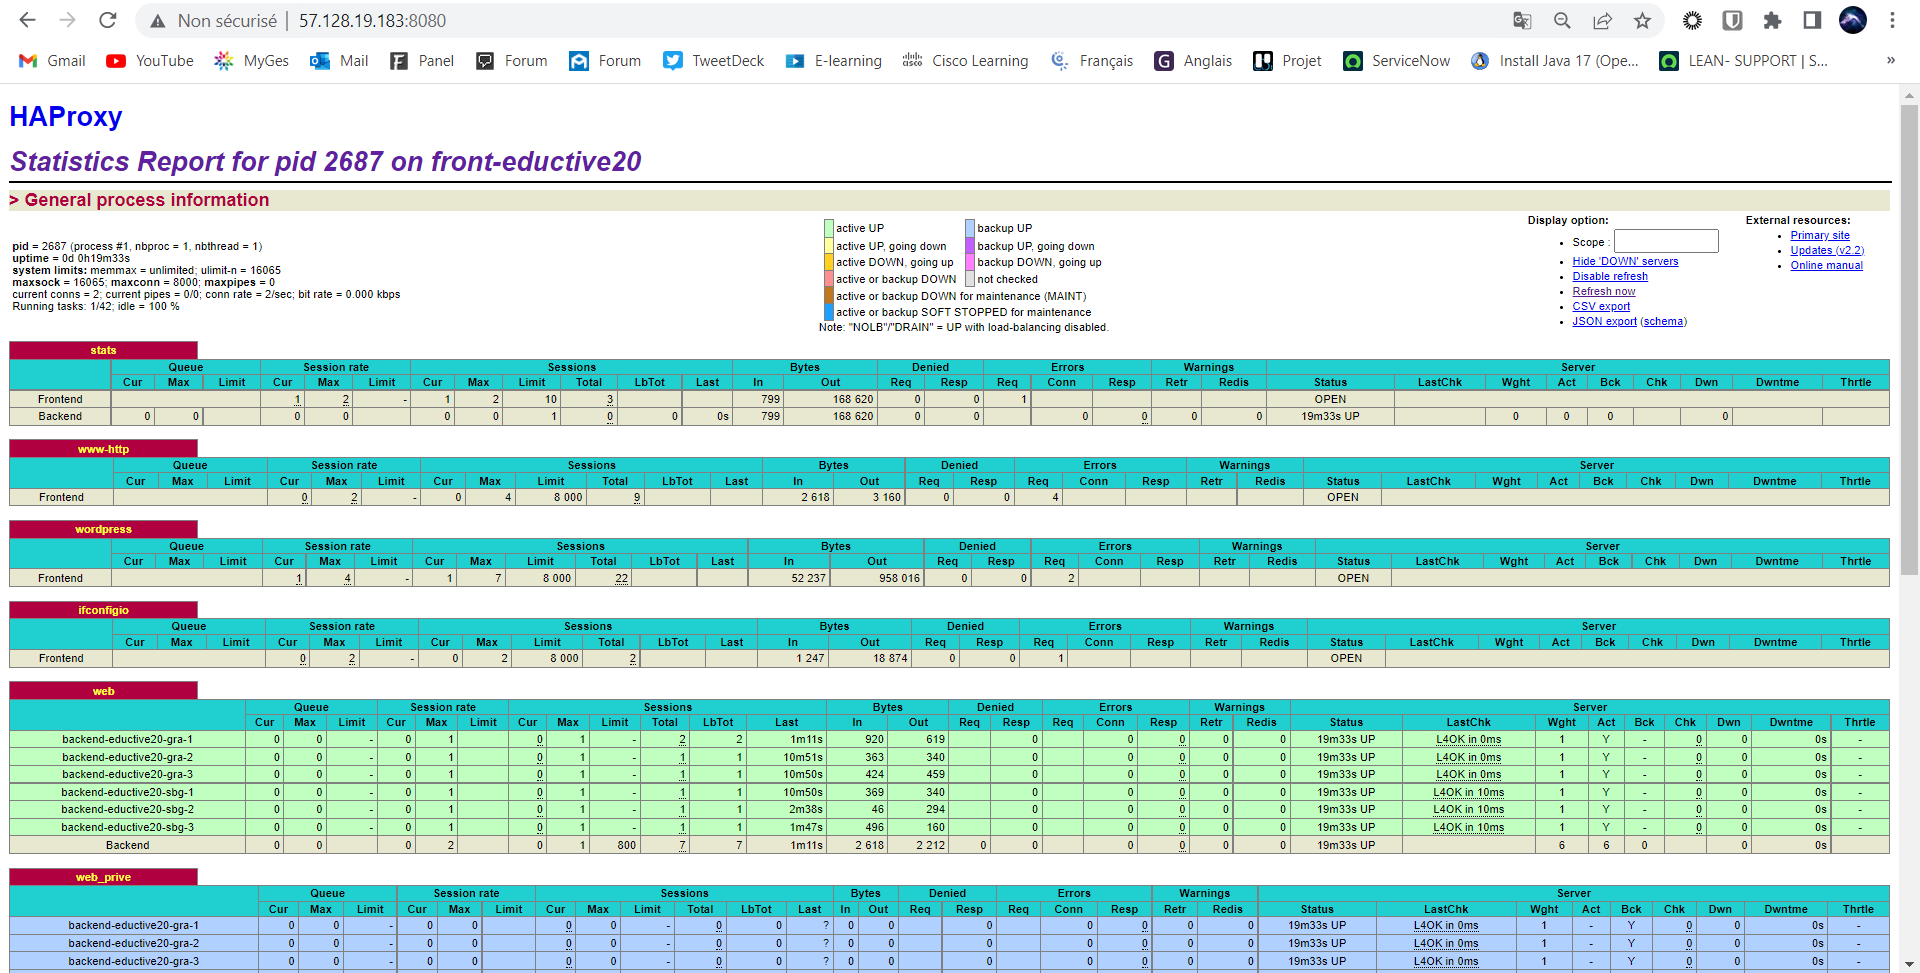 Non sécurisé | 57.128.19.183:8080
Gmail YouTube MyGes Mail Panel Forum Forum TweetDeck E-learning Cisco Learning Français Anglais Projet ServiceNow Install Java 17 (Ope... LEAN- SUPPORT | S... »
HAProxy
Statistics Report for pid 2687 on front-eductive20
> General process information
pid = 2687 (process #1, nbproc = 1, nbthread = 1)
uptime = 0d 0h19m33s
system limits: memmax = unlimited; ulimit-n = 16065
maxsock = 16065; maxconn = 8000; maxpipes = 0
current conns = 2; current pipes = 0/0; conn rate = 2/sec; bit rate = 0.000 kbps
Running tasks: 1/42; idle = 100 %
active UP backup UP
active UP, going down backup UP, going down
active DOWN, going up backup DOWN, going up
active or backup DOWN not checked
active or backup DOWN for maintenance (MAINT)
active or backup SOFT STOPPED for maintenance
Note: "NOLB"/"DRAIN" = UP with load-balancing disabled.
Display option:
Scope :
Hide 'DOWN' servers
Disable refresh
Refresh now
CSV export
JSON export (schema)
External resources:
Primary site
Updates (v2.2)
Online manual
stats
Queue Session rate Sessions Bytes Denied Errors Warnings Server
Cur Max Limit Cur Max Limit Cur Max Limit Total LbTot Last In Out Req Resp Req Conn Resp Retr Redis Status LastChk Wght Act Bck Chk Dwn Dwntme Thrtle
Frontend 1 2 - 1 2 10 3 799 168 620 0 0 1 OPEN
Backend 0 0 0 0 0 0 1 0 0 0s 799 168 620 0 0 0 0 0 0 19m33s UP 0 0 0 0
www-http
Queue Session rate Sessions Bytes Denied Errors Warnings Server
Cur Max Limit Cur Max Limit Cur Max Limit Total LbTot Last In Out Req Resp Req Conn Resp Retr Redis Status LastChk Wght Act Bck Chk Dwn Dwntme Thrtle
Frontend 0 2 - 0 4 8 000 9 2 618 3 160 0 0 4 OPEN
wordpress
Queue Session rate Sessions Bytes Denied Errors Warnings Server
Cur Max Limit Cur Max Limit Cur Max Limit Total LbTot Last In Out Req Resp Req Conn Resp Retr Redis Status LastChk Wght Act Bck Chk Dwn Dwntme Thrtle
Frontend 1 4 - 1 7 8 000 22 52 237 958 016 0 0 2 OPEN
ifconfigio
Queue Session rate Sessions Bytes Denied Errors Warnings Server
Cur Max Limit Cur Max Limit Cur Max Limit Total LbTot Last In Out Req Resp Req Conn Resp Retr Redis Status LastChk Wght Act Bck Chk Dwn Dwntme Thrtle
Frontend 0 2 - 0 2 8 000 2 1 247 18 874 0 0 1 OPEN
web
Queue Session rate Sessions Bytes Denied Errors Warnings Server
Cur Max Limit Cur Max Limit Cur Max Limit Total LbTot Last In Out Req Resp Req Conn Resp Retr Redis Status LastChk Wght Act Bck Chk Dwn Dwntme Thrtle
backend-eductive20-gra-1 0 0 - 0 1 0 1 - 2 2 1m11s 920 619 0 0 0 0 0 19m33s UP L4OK in 0ms 1 Y - 0 0 0s -
backend-eductive20-gra-2 0 0 - 0 1 0 1 - 1 1 10m51s 363 340 0 0 0 0 0 19m33s UP L4OK in 0ms 1 Y - 0 0 0s -
backend-eductive20-gra-3 0 0 - 0 1 0 1 - 1 1 10m50s 424 459 0 0 0 0 0 19m33s UP L4OK in 0ms 1 Y - 0 0 0s -
backend-eductive20-sbg-1 0 0 - 0 1 0 1 - 1 1 10m50s 369 340 0 0 0 0 0 19m33s UP L4OK in 10ms 1 Y - 0 0 0s -
backend-eductive20-sbg-2 0 0 - 0 1 0 1 - 1 1 2m38s 46 294 0 0 0 0 0 19m33s UP L4OK in 10ms 1 Y - 0 0 0s -
backend-eductive20-sbg-3 0 0 - 0 1 0 1 - 1 1 1m47s 496 160 0 0 0 0 0 19m33s UP L4OK in 10ms 1 Y - 0 0 0s -
Backend 0 0 0 2 0 1 800 7 7 1m11s 2 618 2 212 0 0 0 0 0 0 19m33s UP 6 6 0 0 0s
web_prive
Queue Session rate Sessions Bytes Denied Errors Warnings Server
Cur Max Limit Cur Max Limit Cur Max Limit Total LbTot Last In Out Req Resp Req Conn Resp Retr Redis Status LastChk Wght Act Bck Chk Dwn Dwntme Thrtle
backend-eductive20-gra-1 0 0 - 0 0 0 0 - 0 0 ? 0 0 0 0 0 0 0 19m33s UP L4OK in 0ms 1 - Y 0 0 0s -
backend-eductive20-gra-2 0 0 - 0 0 0 0 - 0 0 ? 0 0 0 0 0 0 0 19m33s UP L4OK in 0ms 1 - Y 0 0 0s -
backend-eductive20-gra-3 0 0 - 0 0 0 0 - 0 0 ? 0 0 0 0 0 0 0 19m33s UP L4OK in 0ms 1 - Y 0 0 0s -